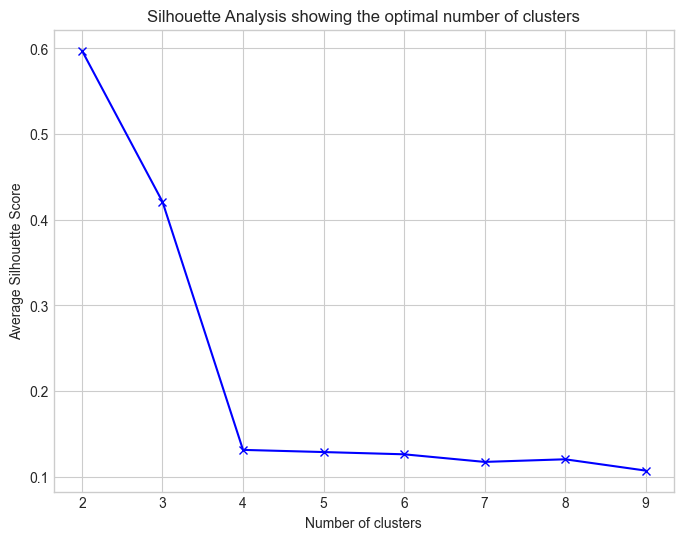 Silhouette Analysis showing the optimal number of clusters
0.6
0.5
0.4
0.3
0.2
0.1
Average Silhouette Score
2 3 4 5 6 7 8 9
Number of clusters